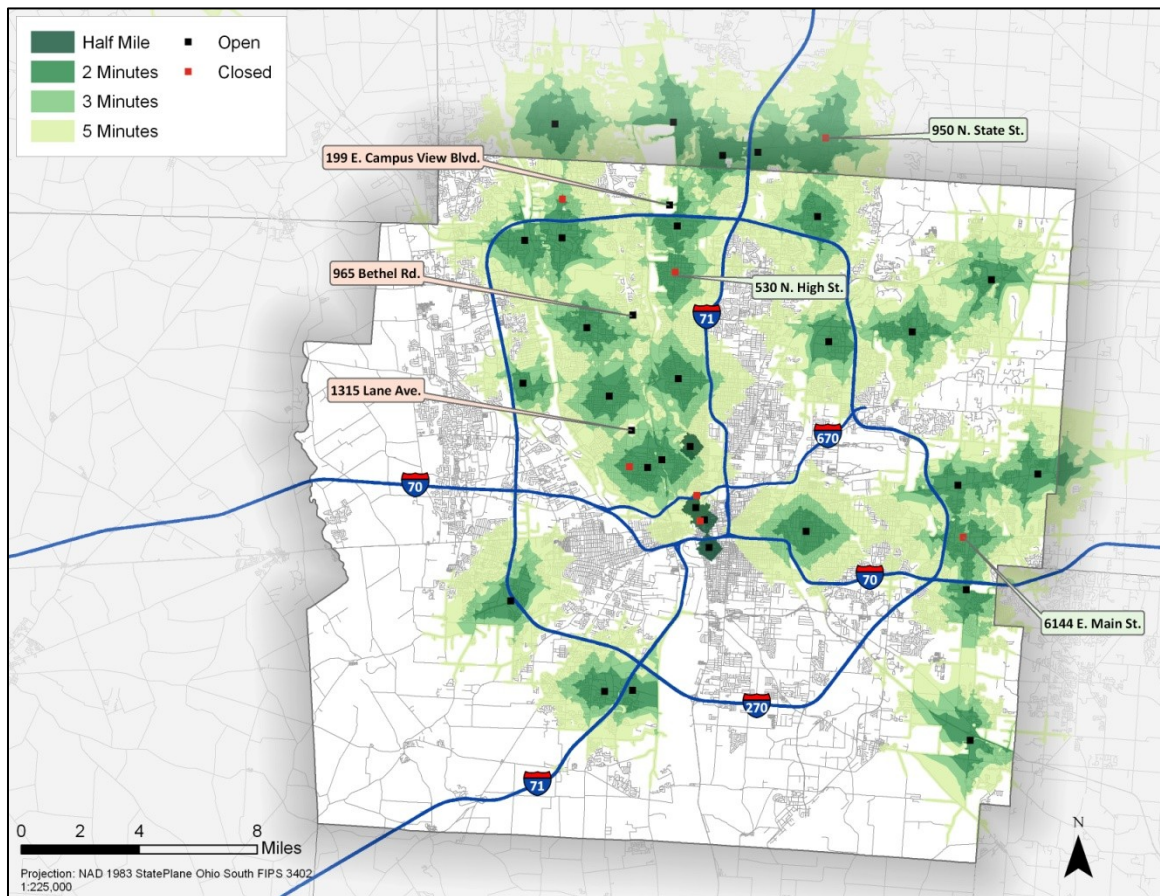 Half Mile
2 Minutes
3 Minutes
5 Minutes
Open
Closed
950 N. State St.
199 E. Campus View Blvd.
965 Bethel Rd.
530 N. High St.
71
1315 Lane Ave.
670
70
70
6144 E. Main St.
270
71
0 2 4 8
Miles
N
Projection: NAD 1983 StatePlane Ohio South FIPS 3402
1:225,000